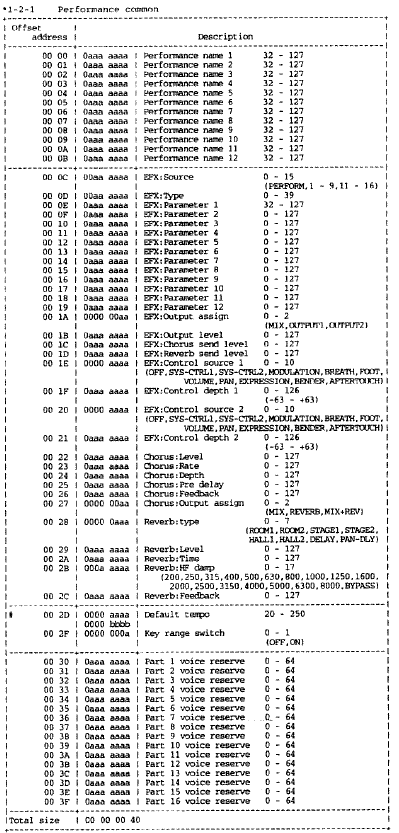 *1-2-1 Performance common
Offset
address | Description
00 00 | 0aaa aaaa | Performance name 1 32 - 127
00 01 | 0aaa aaaa | Performance name 2 32 - 127
00 02 | 0aaa aaaa | Performance name 3 32 - 127
00 03 | 0aaa aaaa | Performance name 4 32 - 127
00 04 | 0aaa aaaa | Performance name 5 32 - 127
00 05 | 0aaa aaaa | Performance name 6 32 - 127
00 06 | 0aaa aaaa | Performance name 7 32 - 127
00 07 | 0aaa aaaa | Performance name 8 32 - 127
00 08 | 0aaa aaaa | Performance name 9 32 - 127
00 09 | 0aaa aaaa | Performance name 10 32 - 127
00 0A | 0aaa aaaa | Performance name 11 32 - 127
00 0B | 0aaa aaaa | Performance name 12 32 - 127
00 0C | 00aa aaaa | EFX:Source 0 - 15
(PERFORM,1 - 9,11 - 16)
00 0D | 00aa aaaa | EFX:Type 0 - 39
00 0E | 0aaa aaaa | EFX:Parameter 1 32 - 127
00 0F | 0aaa aaaa | EFX:Parameter 2 0 - 127
00 10 | 0aaa aaaa | EFX:Parameter 3 0 - 127
00 11 | 0aaa aaaa | EFX:Parameter 4 0 - 127
00 12 | 0aaa aaaa | EFX:Parameter 5 0 - 127
00 13 | 0aaa aaaa | EFX:Parameter 6 0 - 127
00 14 | 0aaa aaaa | EFX:Parameter 7 0 - 127
00 15 | 0aaa aaaa | EFX:Parameter 8 0 - 127
00 16 | 0aaa aaaa | EFX:Parameter 9 0 - 127
00 17 | 0aaa aaaa | EFX:Parameter 10 0 - 127
00 18 | 0aaa aaaa | EFX:Parameter 11 0 - 127
00 19 | 0aaa aaaa | EFX:Parameter 12 0 - 127
00 1A | 0000 00aa | EFX:Output assign 0 - 2
(MIX,OUTPUT1,OUTPUT2)
00 1B | 0aaa aaaa | EFX:Output level 0 - 127
00 1C | 0aaa aaaa | EFX:Chorus send level 0 - 127
00 1D | 0aaa aaaa | EFX:Reverb send level 0 - 127
00 1E | 0000 aaaa | EFX:Control source 1 0 - 10
(OFF,SYS-CTRL1,SYS-CTRL2,MODULATION,BREATH,FOOT,
VOLUME,PAN,EXPRESSION,BENDER,AFTERTOUCH)
00 1F | 0aaa aaaa | EFX:Control depth 1 0 - 126
(-63 - +63)
00 20 | 0000 aaaa | EFX:Control source 2 0 - 10
(OFF,SYS-CTRL1,SYS-CTRL2,MODULATION,BREATH,FOOT,
VOLUME,PAN,EXPRESSION,BENDER,AFTERTOUCH)
00 21 | 0aaa aaaa | EFX:Control depth 2 0 - 126
(-63 - +63)
00 22 | 0aaa aaaa | Chorus:Level 0 - 127
00 23 | 0aaa aaaa | Chorus:Rate 0 - 127
00 24 | 0aaa aaaa | Chorus:Depth 0 - 127
00 25 | 0aaa aaaa | Chorus:Pre delay 0 - 127
00 26 | 0aaa aaaa | Chorus:Feedback 0 - 127
00 27 | 0000 00aa | Chorus:Output assign 0 - 2
(MIX,REVERB,MIX+REV)
00 28 | 0000 0aaa | Reverb:type 0 - 7
(ROOM1,ROOM2,STAGE1,STAGE2,
HALL1,HALL2,DELAY,PAN-DLY)
00 29 | 0aaa aaaa | Reverb:Level 0 - 127
00 2A | 0aaa aaaa | Reverb:Time 0 - 127
00 2B | 000a aaaa | Reverb:HF damp 0 - 17
(200,250,315,400,500,630,800,1000,1250,1600,
2000,2500,3150,4000,5000,6300,8000,BYPASS)
00 2C | 0aaa aaaa | Reverb:Feedback 0 - 127
# 00 2D | 0000 aaaa | Default tempo 20 - 250
0000 bbbb
00 2F | 0000 000a | Key range switch 0 - 1
(OFF,ON)
00 30 | 0aaa aaaa | Part 1 voice reserve 0 - 64
00 31 | 0aaa aaaa | Part 2 voice reserve 0 - 64
00 32 | 0aaa aaaa | Part 3 voice reserve 0 - 64
00 33 | 0aaa aaaa | Part 4 voice reserve 0 - 64
00 34 | 0aaa aaaa | Part 5 voice reserve 0 - 64
00 35 | 0aaa aaaa | Part 6 voice reserve 0 - 64
00 36 | 0aaa aaaa | Part 7 voice reserve 0 - 64
00 37 | 0aaa aaaa | Part 8 voice reserve 0 - 64
00 38 | 0aaa aaaa | Part 9 voice reserve 0 - 64
00 39 | 0aaa aaaa | Part 10 voice reserve 0 - 64
00 3A | 0aaa aaaa | Part 11 voice reserve 0 - 64
00 3B | 0aaa aaaa | Part 12 voice reserve 0 - 64
00 3C | 0aaa aaaa | Part 13 voice reserve 0 - 64
00 3D | 0aaa aaaa | Part 14 voice reserve 0 - 64
00 3E | 0aaa aaaa | Part 15 voice reserve 0 - 64
00 3F | 0aaa aaaa | Part 16 voice reserve 0 - 64
Total size | 00 00 00 40